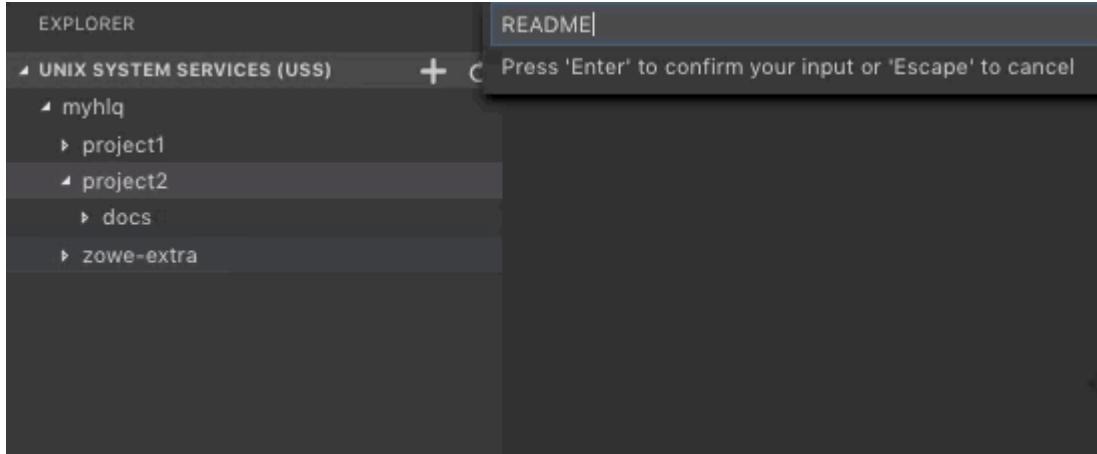 EXPLORER
README
UNIX SYSTEM SERVICES (USS)
Press 'Enter' to confirm your input or 'Escape' to cancel
myhlq
project1
project2
docs
zowe-extra